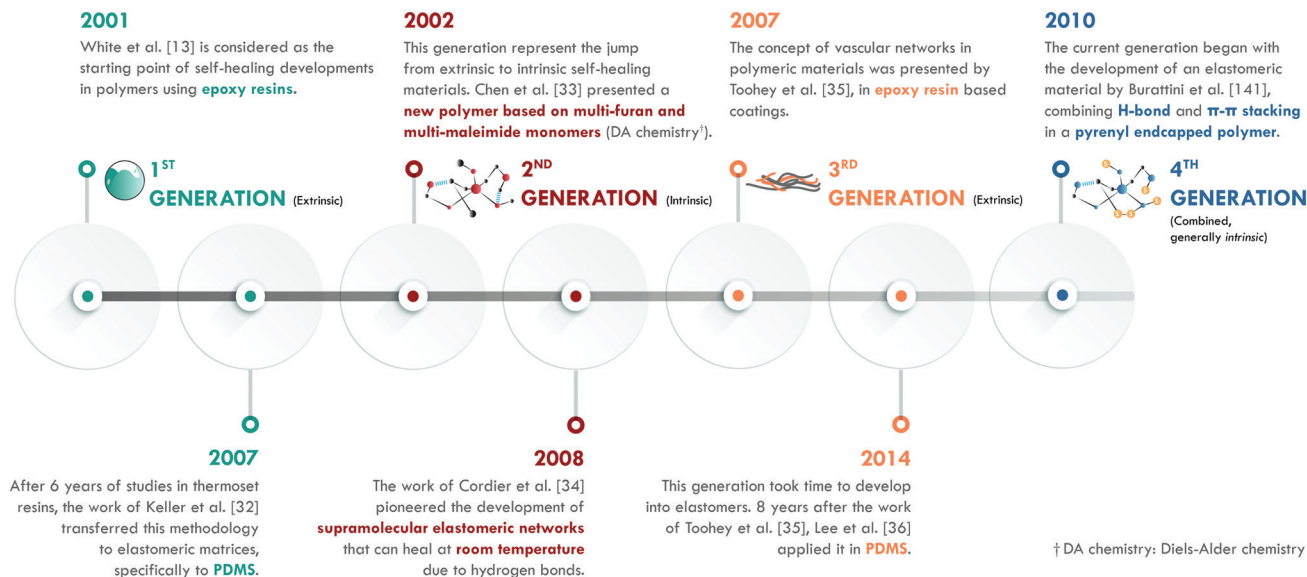 2001
White et al. [13] is considered as the
starting point of self-healing developments
in polymers using epoxy resins.
1ST
GENERATION (Extrinsic)
2002
This generation represent the jump
from extrinsic to intrinsic self-healing
materials. Chen et al. [33] presented a
new polymer based on multi-furan and
multi-maleimide monomers (DA chemistry†).
2ND
GENERATION (Intrinsic)
2007
The concept of vascular networks in
polymeric materials was presented by
Toohey et al. [35], in epoxy resin based
coatings.
3RD
GENERATION (Extrinsic)
2010
The current generation began with
the development of an elastomeric
material by Burattini et al. [141],
combining H-bond and π-π stacking
in a pyrenyl endcapped polymer.
4TH
GENERATION
(Combined,
generally intrinsic)
2007
After 6 years of studies in thermoset
resins, the work of Keller et al. [32]
transferred this methodology
to elastomeric matrices,
specifically to PDMS.
2008
The work of Cordier et al. [34]
pioneered the development of
supramolecular elastomeric networks
that can heal at room temperature
due to hydrogen bonds.
2014
This generation took time to develop
into elastomers. 8 years after the work
of Toohey et al. [35], Lee et al. [36]
applied it in PDMS.
† DA chemistry: Diels-Alder chemistry